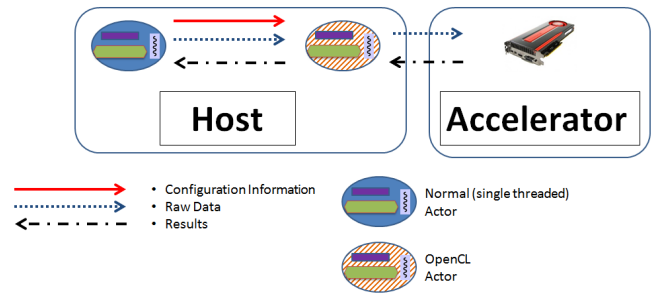 Host
Accelerator
• Configuration Information
• Raw Data
• Results
Normal (single threaded)
Actor
OpenCL
Actor